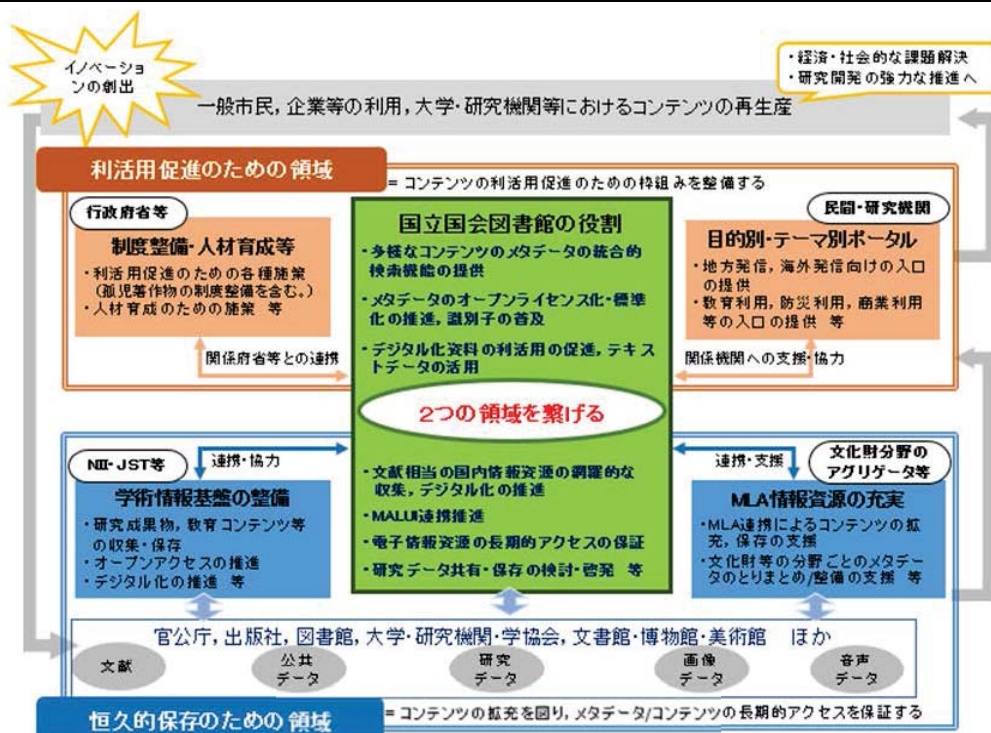 イノベーショ
ンの創出
・経済・社会的な課題解決
・研究開発の強力な推進へ
一般市民，企業等の利用，大学・研究機関等におけるコンテンツの再生産
利活用促進のための領域
= コンテンツの利活用促進のための枠組みを整備する
行政府省等
制度整備・人材育成等
・利活用促進のための各種施策
（孤児著作物の制度整備を含む。）
・人材育成のための施策 等
関係府省等との連携
国立国会図書館の役割
・多様なコンテンツのメタデータの統合的
検索機能の提供
・メタデータのオープンライセンス化・標準
化の推進，識別子の普及
・デジタル化資料の利活用の促進，テキス
トデータの活用
民間・研究機関
目的別・テーマ別ポータル
・地方発信，海外発信向けの入口
の提供
・教育利用，防災利用，商業利用
等の入口の提供 等
関係機関への支援・協力
2つの領域を繋げる
NII・JST等
連携・協力
学術情報基盤の整備
・研究成果物，教育コンテンツ等
の収集・保存
・オープンアクセスの推進
・デジタル化の推進 等
・文献相当の国内情報資源の網羅的な
収集，デジタル化の推進
・MALUI連携推進
・電子情報資源の長期的アクセスの保証
・研究データ共有・保存の検討・啓発 等
連携・支援
文化財分野の
アグリゲータ等
MLA情報資源の充実
・MLA連携によるコンテンツの拡
充，保存の支援
・文化財等の分野ごとのメタデー
タのとりまとめ/整備の支援 等
官公庁，出版社，図書館，大学・研究機関・学協会，文書館・博物館・美術館 ほか
文献
公共
データ
研究
データ
画像
データ
音声
データ
恒久的保存のための領域
= コンテンツの拡充を図り，メタデータ/コンテンツの長期的アクセスを保証する